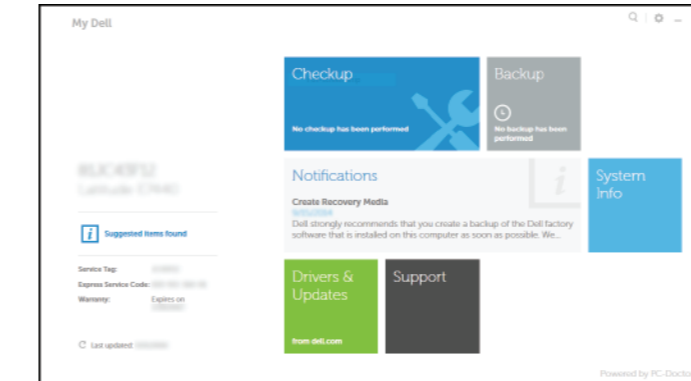 My Dell
Checkup
No checkup has been performed
Backup
No backup has been
performed
Notifications
Create Recovery Media
Dell strongly recommends that you create a backup of the Dell factory
software that is installed on this computer as soon as possible. We...
System
Info
i
Suggested items found
Service Tag:
Express Service Code:
Warranty:
Expires on
Last updated:
Drivers &
Updates
from dell.com
Support
Powered by PC-Docto